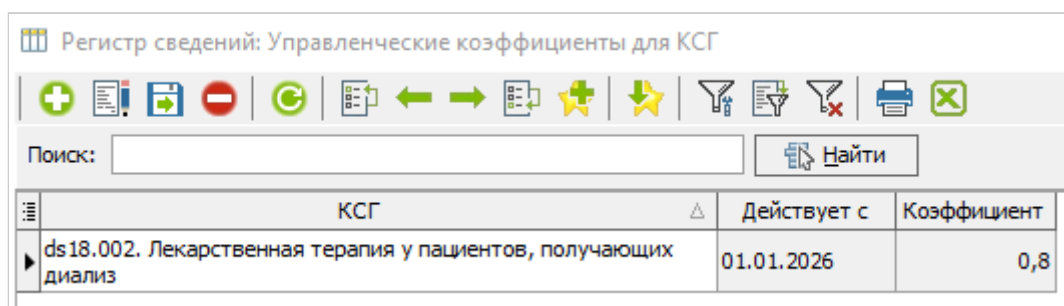 Регистр сведений: Управленческие коэффициенты для КСГ
Поиск:
Найти
КСГ Действует с Коэффициент
ds18.002. Лекарственная терапия у пациентов, получающих
диализ 01.01.2026 0,8